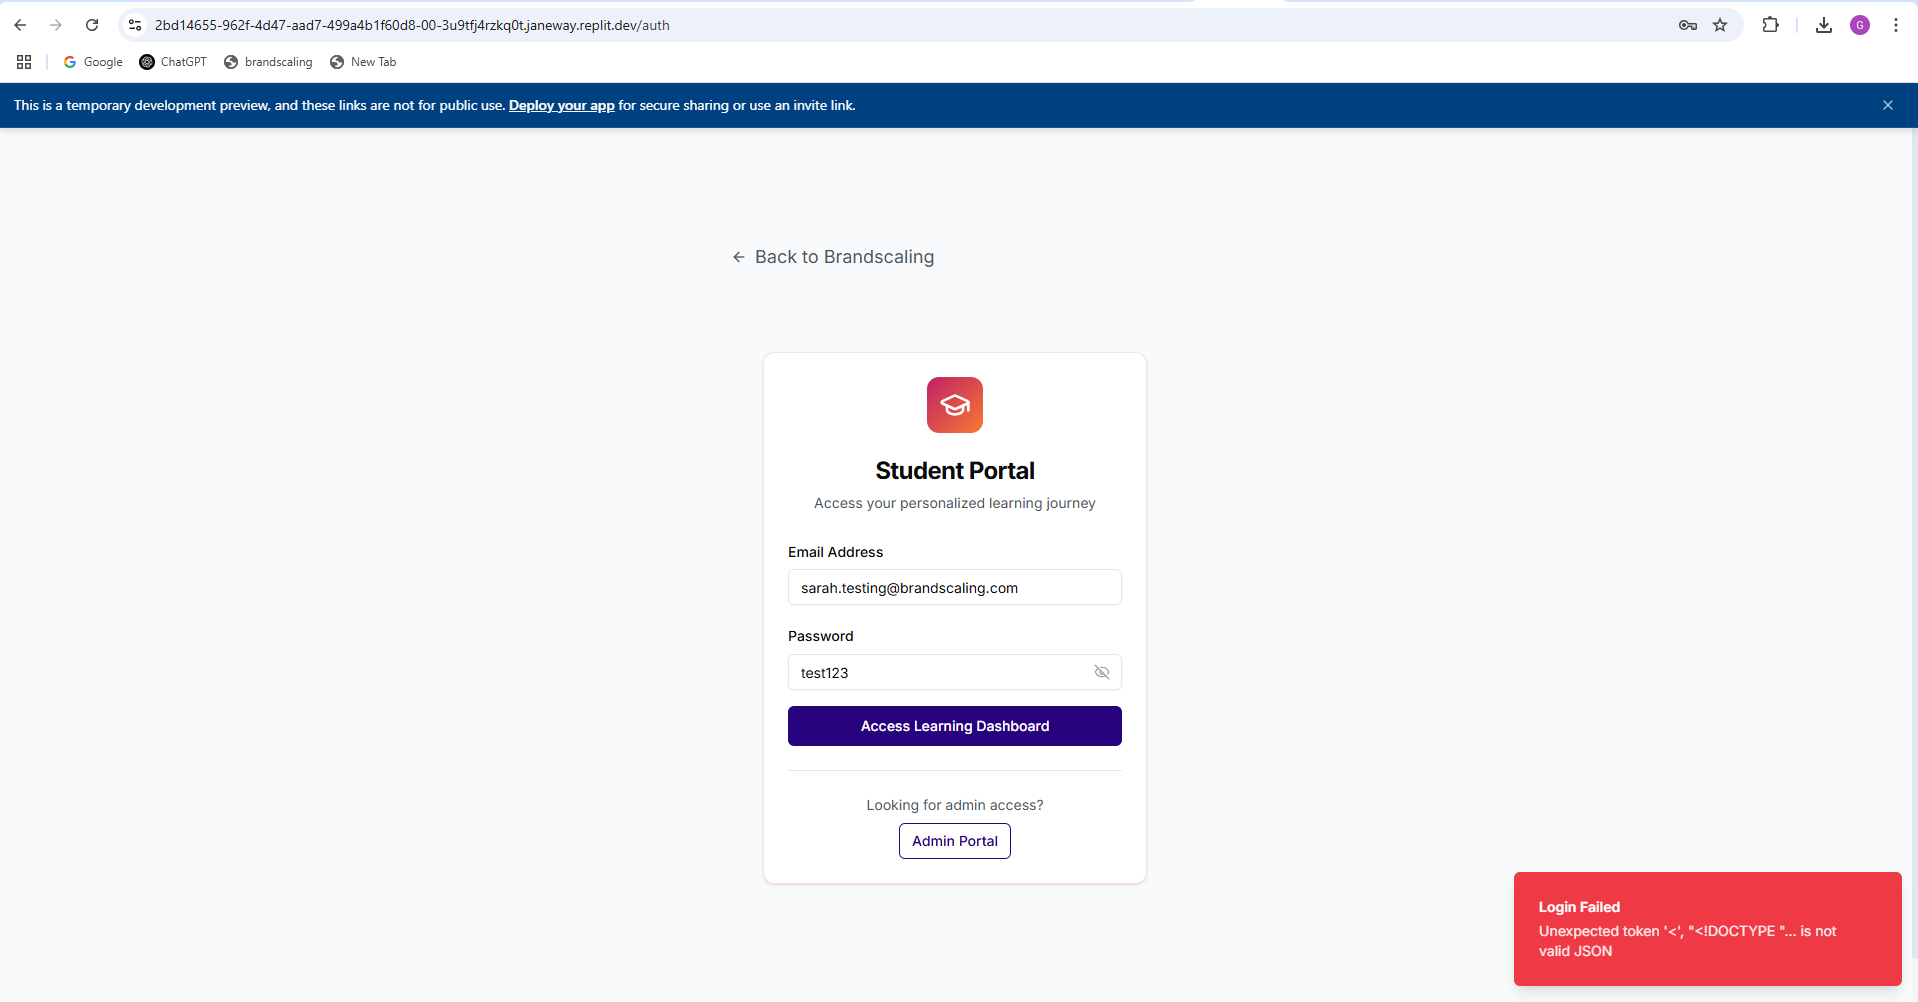 2bd14655-962f-4d47-aad7-499a4b1f60d8-00-3u9tfj4rzkq0t.janeway.replit.dev/auth
G
Google ChatGPT brandscaling New Tab
This is a temporary development preview, and these links are not for public use. Deploy your app for secure sharing or use an invite link.
← Back to Brandscaling
Student Portal
Access your personalized learning journey
Email Address
sarah.testing@brandscaling.com
Password
test123
Access Learning Dashboard
Looking for admin access?
Admin Portal
Login Failed
Unexpected token '<', "<!DOCTYPE "... is not
valid JSON